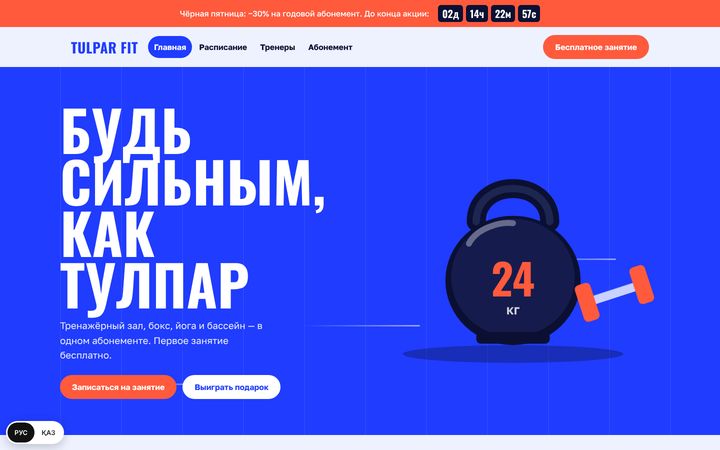 Чёрная пятница: −30% на годовой абонемент. До конца акции: 02д 14ч 22м 57с
TULPAR FIT Главная Расписание Тренеры Абонемент Бесплатное занятие
БУДЬ
СИЛЬНЫМ,
КАК
ТУЛПАР
Тренажёрный зал, бокс, йога и бассейн — в
одном абонементе. Первое занятие
бесплатно.
Записаться на занятие Выиграть подарок
24
КГ
РУС ҚАЗ